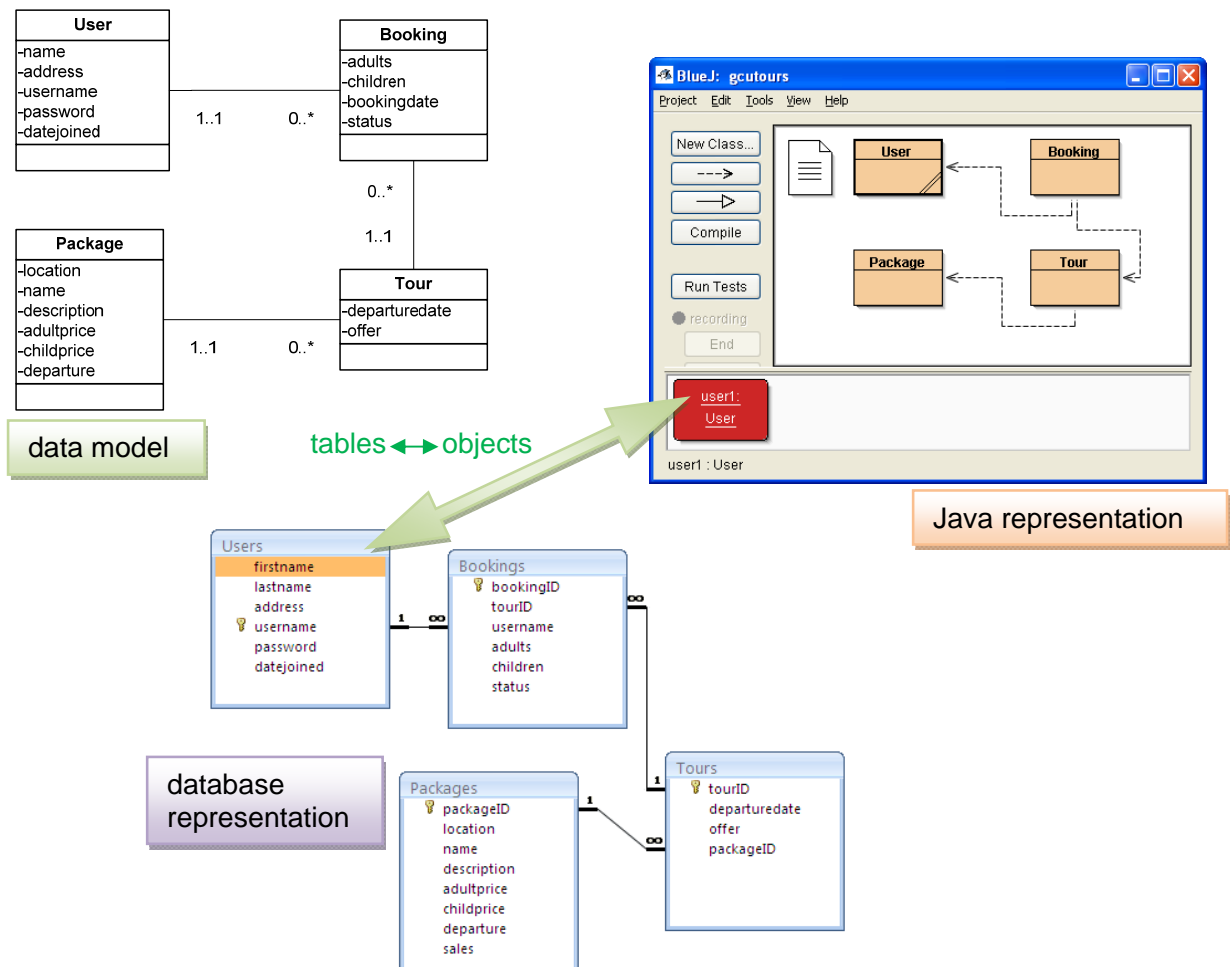 User
-name
-address
-username
-password
-datejoined
1..1
0..*
Booking
-adults
-children
-bookingdate
-status
0..*
1..1
Package
-location
-name
-description
-adultprice
-childprice
-departure
1..1
0..*
Tour
-departuredate
-offer
data model
tables
objects
BlueJ: gcutours
Project Edit Tools View Help
New Class...
Compile
Run Tests
recording
End
User
Booking
Package
Tour
user1:
User
user1 : User
Java representation
Users
firstname
lastname
address
username
password
datejoined
1
∞
Bookings
bookingID
tourID
username
adults
children
status
∞
1
database
representation
Packages
packageID
location
name
description
adultprice
childprice
departure
sales
1
∞
Tours
tourID
departuredate
offer
packageID